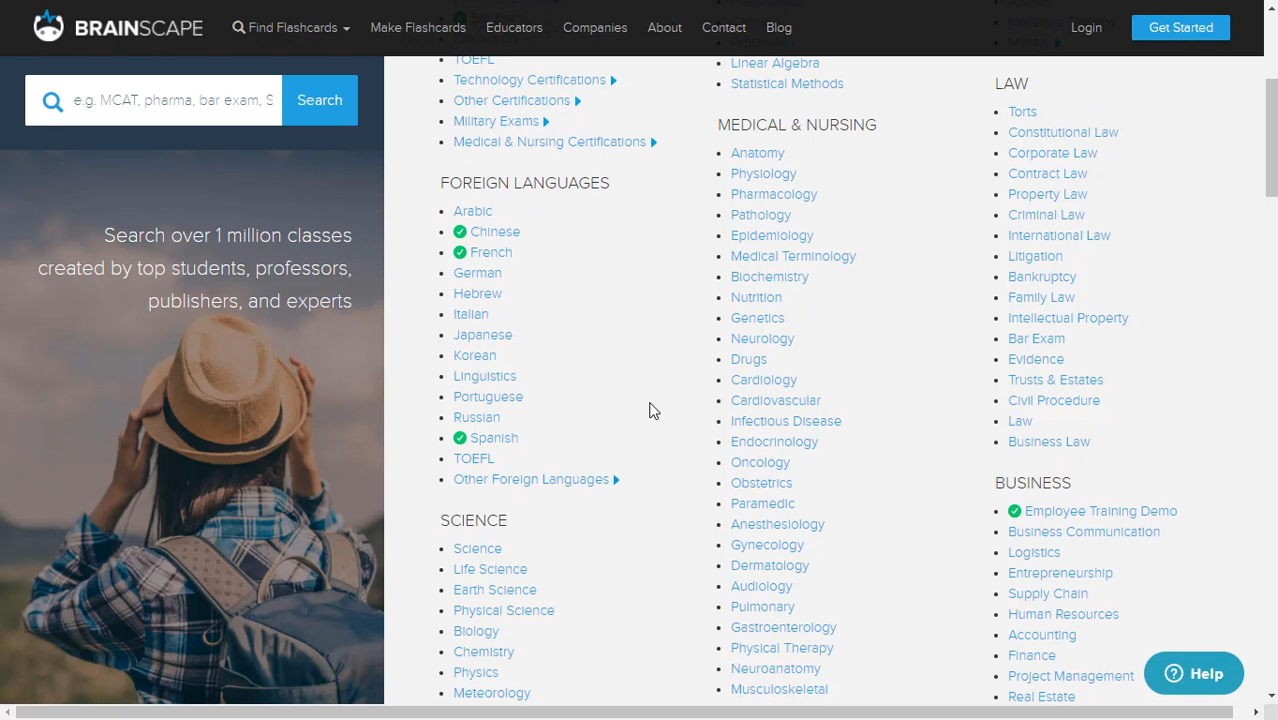 BRAINSCAPE
Find Flashcards
Make Flashcards
Educators
Companies
About
Contact
Blog
Login
Get Started
e.g. MCAT, pharma, bar exam, S
Search
Search over 1 million classes
created by top students, professors,
publishers, and experts
TOEFL
Technology Certifications
Other Certifications
Military Exams
Medical & Nursing Certifications
FOREIGN LANGUAGES
Arabic
Chinese
French
German
Hebrew
Italian
Japanese
Korean
Linguistics
Portuguese
Russian
Spanish
TOEFL
Other Foreign Languages
SCIENCE
Science
Life Science
Earth Science
Physical Science
Biology
Chemistry
Physics
Meteorology
Linear Algebra
Statistical Methods
MEDICAL & NURSING
Anatomy
Physiology
Pharmacology
Pathology
Epidemiology
Medical Terminology
Biochemistry
Nutrition
Genetics
Neurology
Drugs
Cardiology
Cardiovascular
Infectious Disease
Endocrinology
Oncology
Obstetrics
Paramedic
Anesthesiology
Gynecology
Dermatology
Audiology
Pulmonary
Gastroenterology
Physical Therapy
Neuroanatomy
Musculoskeletal
LAW
Torts
Constitutional Law
Corporate Law
Contract Law
Property Law
Criminal Law
International Law
Litigation
Bankruptcy
Family Law
Intellectual Property
Bar Exam
Evidence
Trusts & Estates
Civil Procedure
Law
Business Law
BUSINESS
Employee Training Demo
Business Communication
Logistics
Entrepreneurship
Supply Chain
Human Resources
Accounting
Finance
Project Management
Real Estate
Help